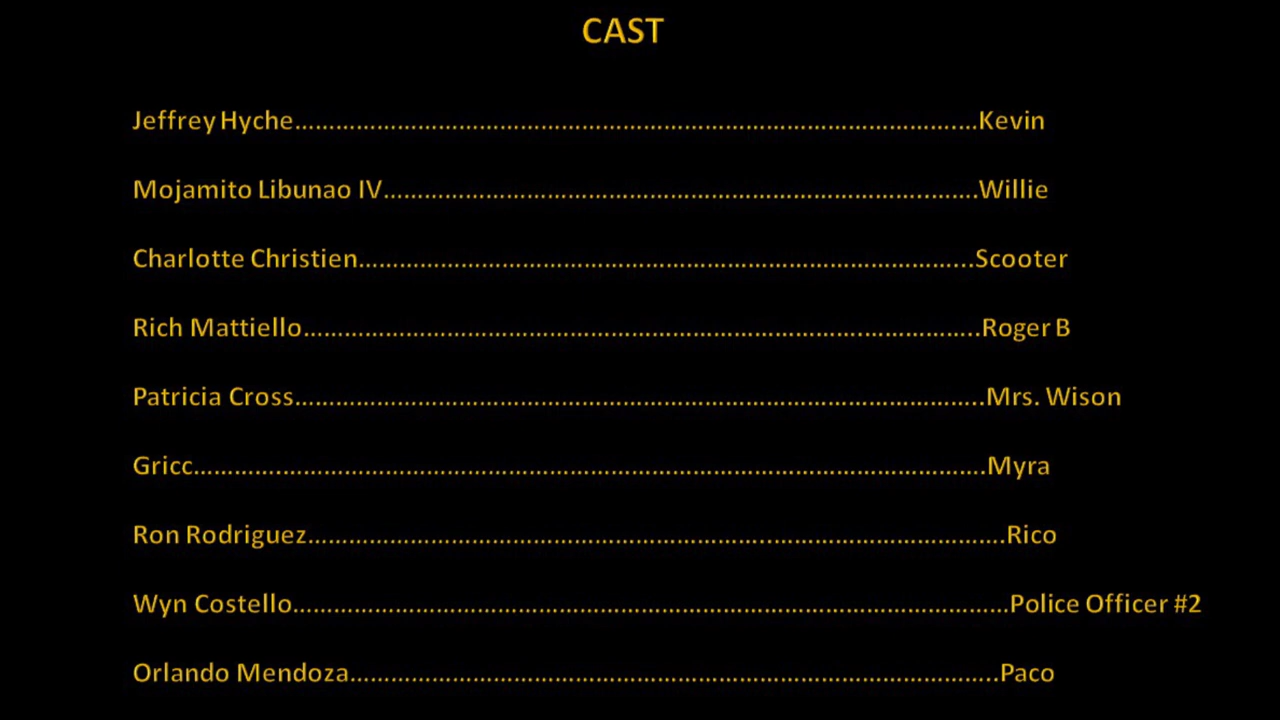 CAST
Jeffrey Hyche……………………………………………………………………………………….…Kevin
Mojamito Libunao IV……………………………………………………………………..…….Willie
Charlotte Christien………………………………………………………………………………...Scooter
Rich Mattiello……………………………………………………………………….……………..Roger B
Patricia Cross………………………………………………………………………………………..Mrs. Wison
Gricc………….………………………………………………………………………………………….Myra
Ron Rodriguez…………………………………………………………..…………………………….Rico
Wyn Costello……………………………………………………………………………………………Police Officer #2
Orlando Mendoza…………………………………………………………………………………..Paco